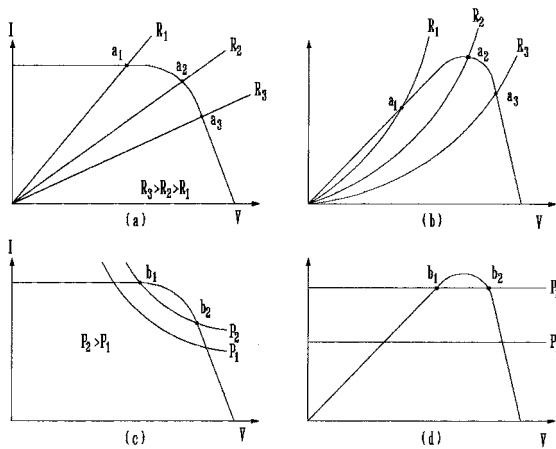 I
R₁
R₂
R₃
a₁
a₂
a₃
R₃>R₂>R₁
V
(a)
R₁
R₂
R₃
a₁
a₂
a₃
V
(b)
I
b₁
b₂
P₂>P₁
P₂
P₁
V
(c)
b₁
b₂
P
P
V
(d)